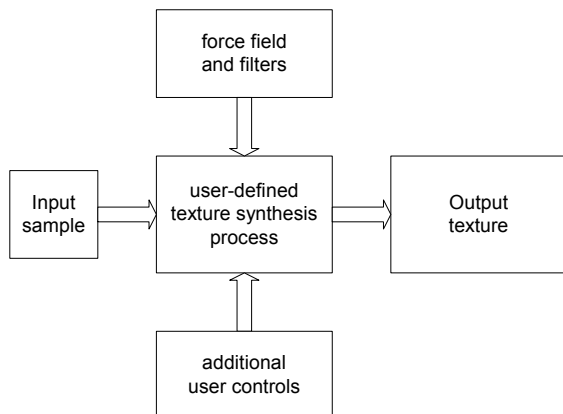 force field
and filters
Input
sample
user-defined
texture synthesis
process
Output
texture
additional
user controls